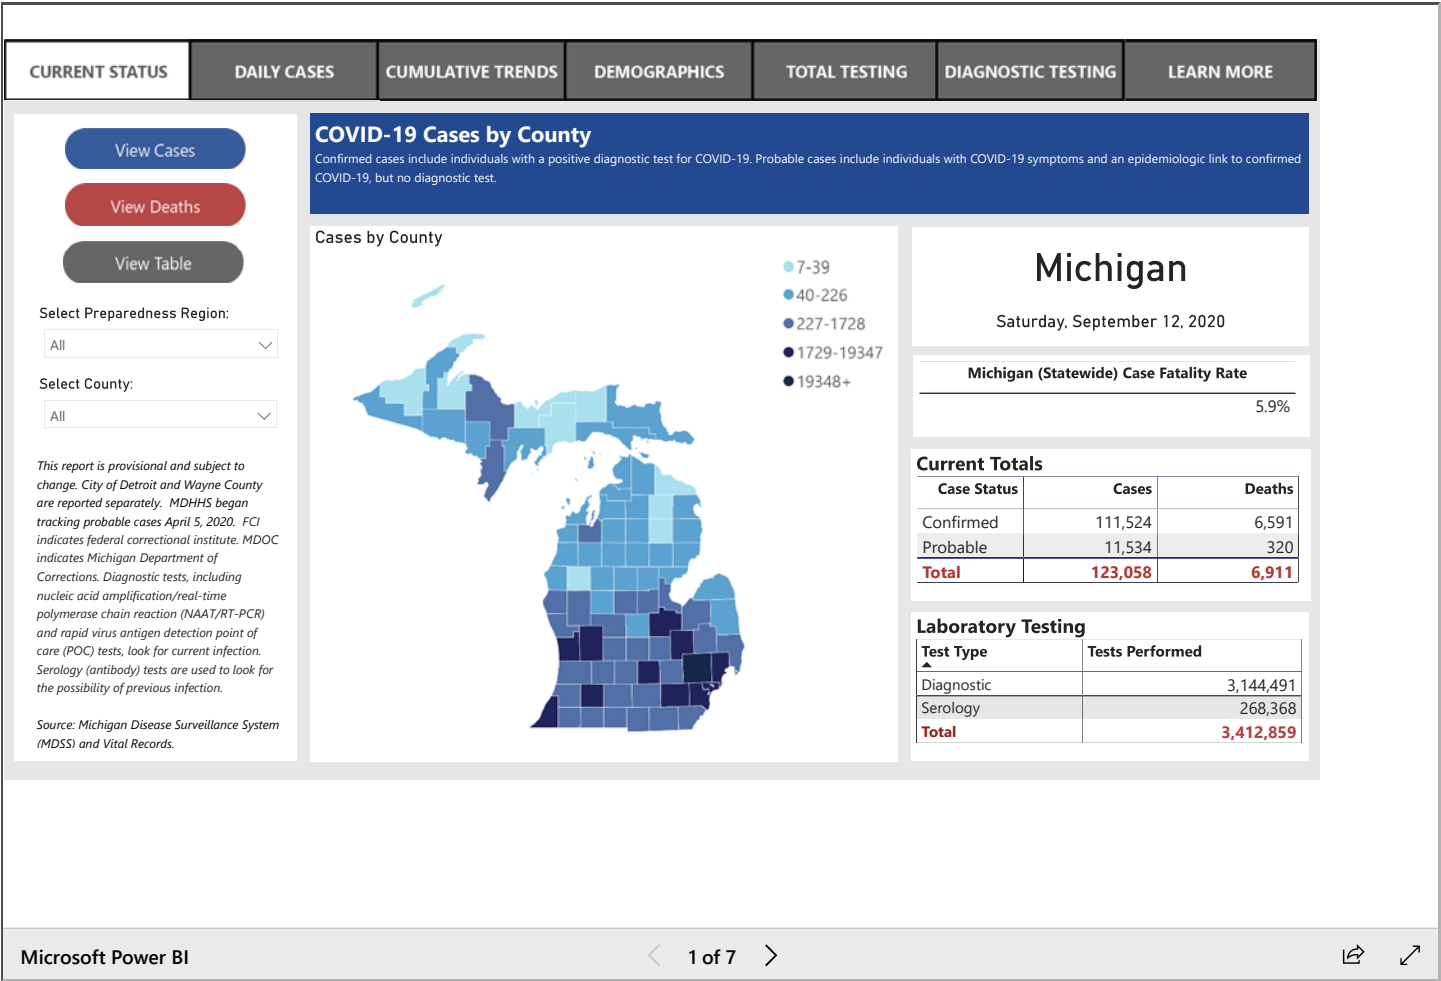 CURRENT STATUS
DAILY CASES
CUMULATIVE TRENDS
DEMOGRAPHICS
TOTAL TESTING
DIAGNOSTIC TESTING
LEARN MORE
View Cases
View Deaths
View Table
Select Preparedness Region:
All
Select County:
All
This report is provisional and subject to
change. City of Detroit and Wayne County
are reported separately. MDHHS began
tracking probable cases April 5, 2020. FCI
indicates federal correctional institute. MDOC
indicates Michigan Department of
Corrections. Diagnostic tests, including
nucleic acid amplification/real-time
polymerase chain reaction (NAAT/RT-PCR)
and rapid virus antigen detection point of
care (POC) tests, look for current infection.
Serology (antibody) tests are used to look for
the possibility of previous infection.
Source: Michigan Disease Surveillance System
(MDSS) and Vital Records.
COVID-19 Cases by County
Confirmed cases include individuals with a positive diagnostic test for COVID-19. Probable cases include individuals with COVID-19 symptoms and an epidemiologic link to confirmed
COVID-19, but no diagnostic test.
Cases by County
7-39
40-226
227-1728
1729-19347
19348+
Michigan
Saturday, September 12, 2020
Michigan (Statewide) Case Fatality Rate
5.9%
Current Totals
Case Status Cases Deaths
Confirmed 111,524 6,591
Probable 11,534 320
Total 123,058 6,911
Laboratory Testing
Test Type Tests Performed
Diagnostic 3,144,491
Serology 268,368
Total 3,412,859
Microsoft Power BI
1 of 7